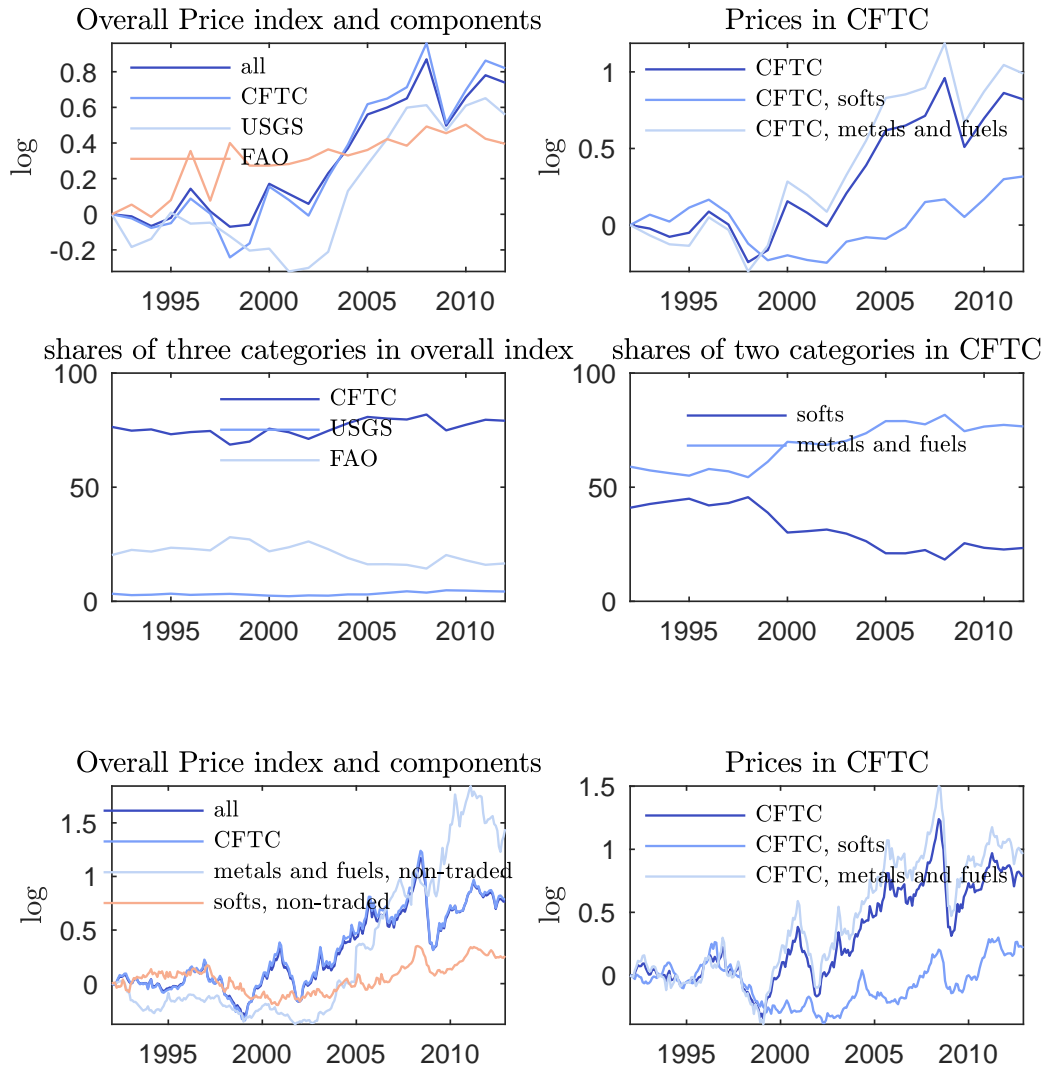 Overall Price index and components
log
0.8
0.6
0.4
0.2
0
-0.2
all
CFTC
USGS
FAO
1995 2000 2005 2010
Prices in CFTC
log
1
0.5
0
CFTC
CFTC, softs
CFTC, metals and fuels
1995 2000 2005 2010
shares of three categories in overall index
100
50
0
CFTC
USGS
FAO
1995 2000 2005 2010
shares of two categories in CFTC
100
50
0
softs
metals and fuels
1995 2000 2005 2010
Overall Price index and components
log
1.5
1
0.5
0
all
CFTC
metals and fuels, non-traded
softs, non-traded
1995 2000 2005 2010
Prices in CFTC
log
1.5
1
0.5
0
CFTC
CFTC, softs
CFTC, metals and fuels
1995 2000 2005 2010